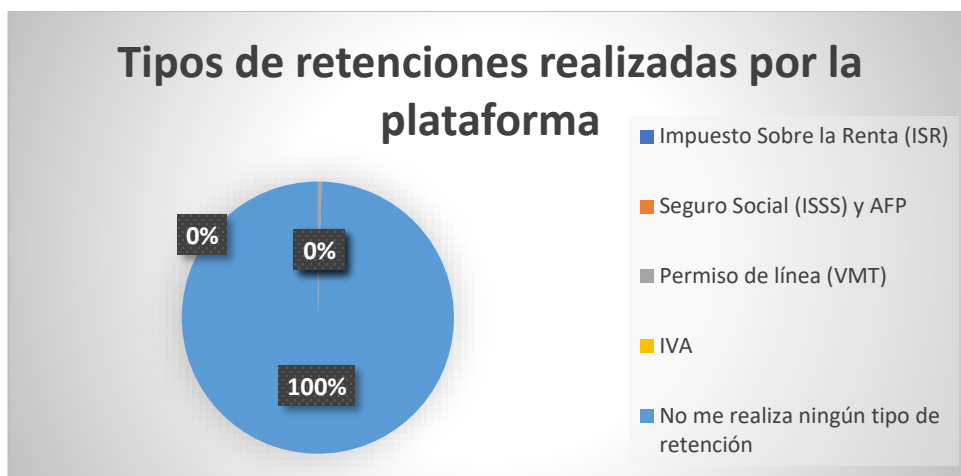 Tipos de retenciones realizadas por la
plataforma
Impuesto Sobre la Renta (ISR)
Seguro Social (ISSS) y AFP
Permiso de línea (VMT)
IVA
No me realiza ningún tipo de
retención
0%
0%
100%